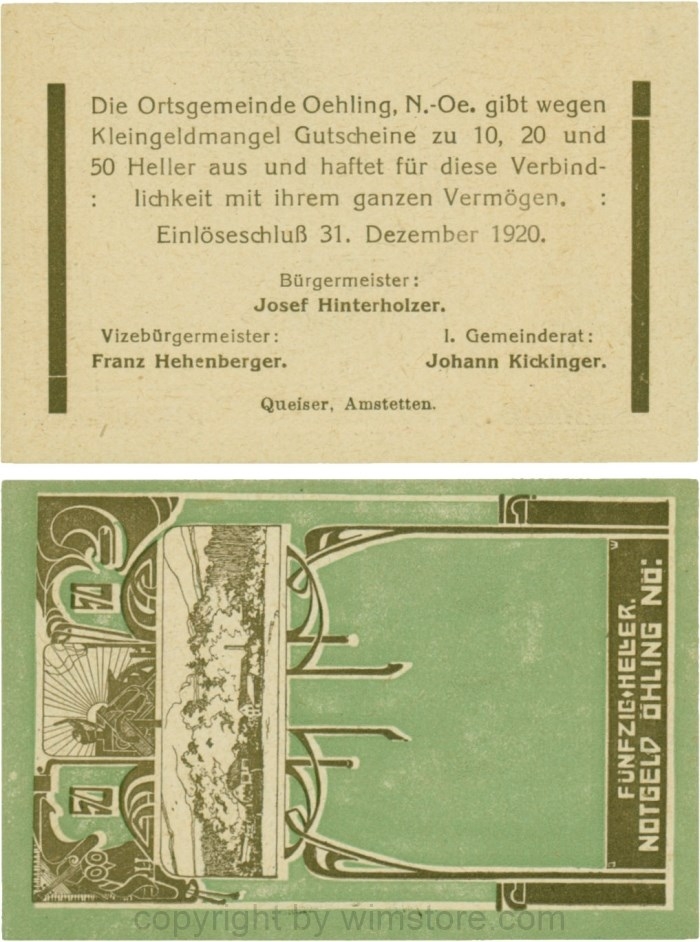 Die Ortsgemeinde Oehling, N.-Oe. gibt wegen
Kleingeldmangel Gutscheine zu 10, 20 und
50 Heller aus und haftet für diese Verbind-
: lichkeit mit ihrem ganzen Vermögen. :
Einlöseschluß 31. Dezember 1920.
Bürgermeister:
Josef Hinterholzer.
Vizebürgermeister:
Franz Hehenberger.
I. Gemeinderat:
Johann Kickinger.
Queiser, Amstetten.
50
50
FÜNFZIG HELLER.
NOTGELD ÖHLING NÖ:
copyright by wimstore.com